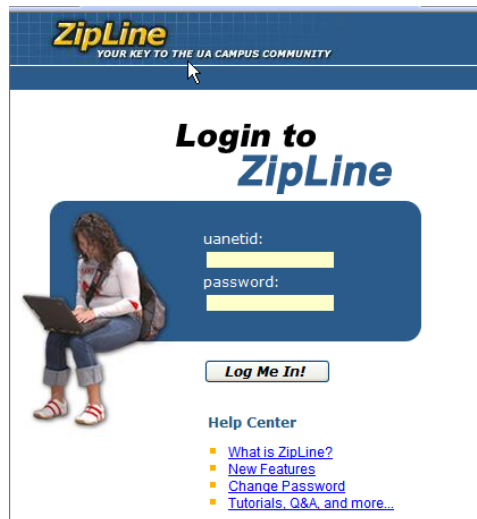 ZipLine
YOUR KEY TO THE UA CAMPUS COMMUNITY
Login to
ZipLine
uanetid:
password:
Log Me In!
Help Center
What is ZipLine?
New Features
Change Password
Tutorials, Q&A, and more...